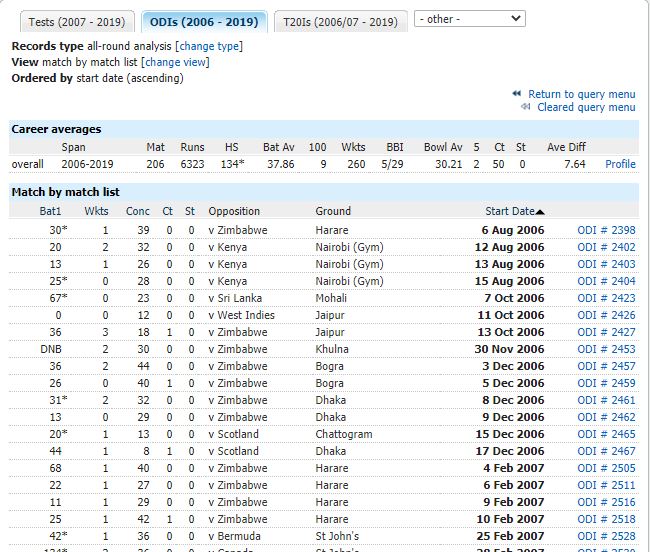 Tests (2007 - 2019) ODIs (2006 - 2019) T20Is (2006/07 - 2019) - other -
Records type all-round analysis [change type]
View match by match list [change view]
Ordered by start date (ascending)
Return to query menu
Cleared query menu
Career averages
Span Mat Runs HS Bat Av 100 Wkts BBI Bowl Av 5 Ct St Ave Diff
overall 2006-2019 206 6323 134* 37.86 9 260 5/29 30.21 2 50 0 7.64 Profile
Match by match list
Bat1 Wkts Conc Ct St Opposition Ground Start Date
30* 1 39 0 0 v Zimbabwe Harare 6 Aug 2006 ODI # 2398
20 2 32 0 0 v Kenya Nairobi (Gym) 12 Aug 2006 ODI # 2402
13 1 26 0 0 v Kenya Nairobi (Gym) 13 Aug 2006 ODI # 2403
25* 0 28 0 0 v Kenya Nairobi (Gym) 15 Aug 2006 ODI # 2404
67* 0 23 0 0 v Sri Lanka Mohali 7 Oct 2006 ODI # 2423
0 0 12 0 0 v West Indies Jaipur 11 Oct 2006 ODI # 2426
36 3 18 1 0 v Zimbabwe Jaipur 13 Oct 2006 ODI # 2427
DNB 2 30 0 0 v Zimbabwe Khulna 30 Nov 2006 ODI # 2453
36 2 44 0 0 v Zimbabwe Bogra 3 Dec 2006 ODI # 2457
26 0 40 1 0 v Zimbabwe Bogra 5 Dec 2006 ODI # 2459
31* 2 32 0 0 v Zimbabwe Dhaka 8 Dec 2006 ODI # 2461
13 0 29 0 0 v Zimbabwe Dhaka 9 Dec 2006 ODI # 2462
20* 1 13 0 0 v Scotland Chattogram 15 Dec 2006 ODI # 2465
44 1 8 1 0 v Scotland Dhaka 17 Dec 2006 ODI # 2467
68 1 40 0 0 v Zimbabwe Harare 4 Feb 2007 ODI # 2505
22 1 27 0 0 v Zimbabwe Harare 6 Feb 2007 ODI # 2511
11 1 29 0 0 v Zimbabwe Harare 9 Feb 2007 ODI # 2516
25 1 42 1 0 v Zimbabwe Harare 10 Feb 2007 ODI # 2518
42* 1 36 0 0 v Bermuda St John's 25 Feb 2007 ODI # 2528